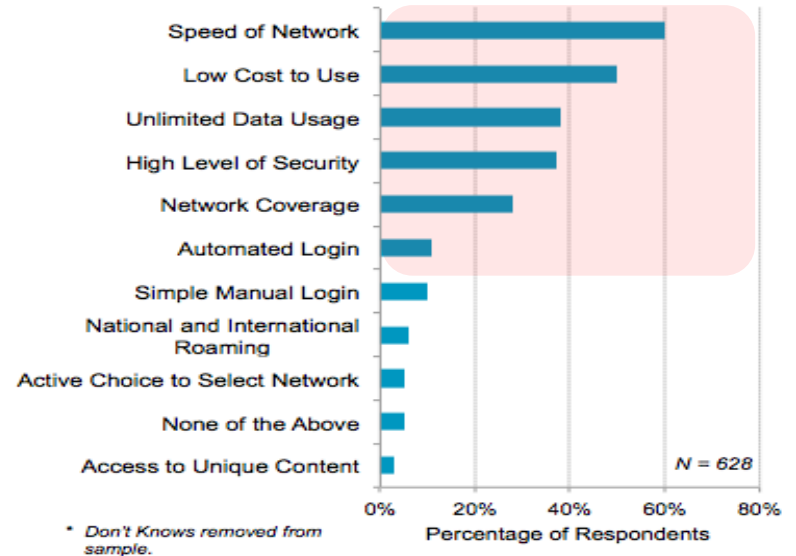 Speed of Network
Low Cost to Use
Unlimited Data Usage
High Level of Security
Network Coverage
Automated Login
Simple Manual Login
National and International
Roaming
Active Choice to Select Network
None of the Above
Access to Unique Content
N = 628
0% 20% 40% 60% 80%
Percentage of Respondents
* Don't Knows removed from
sample.